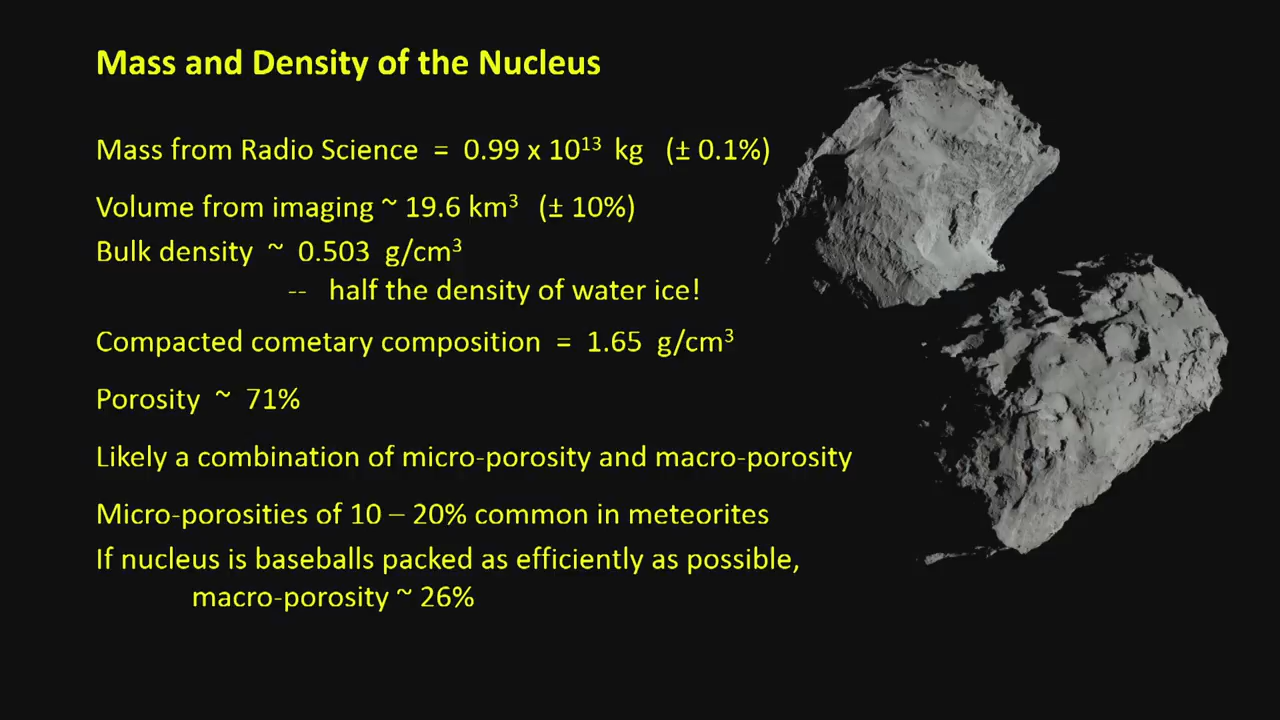 Mass and Density of the Nucleus
Mass from Radio Science = 0.99 x 10¹³ kg (± 0.1%)
Volume from imaging ~ 19.6 km³ (± 10%)
Bulk density ~ 0.503 g/cm³
-- half the density of water ice!
Compacted cometary composition = 1.65 g/cm³
Porosity ~ 71%
Likely a combination of micro-porosity and macro-porosity
Micro-porosities of 10 – 20% common in meteorites
If nucleus is baseballs packed as efficiently as possible,
macro-porosity ~ 26%